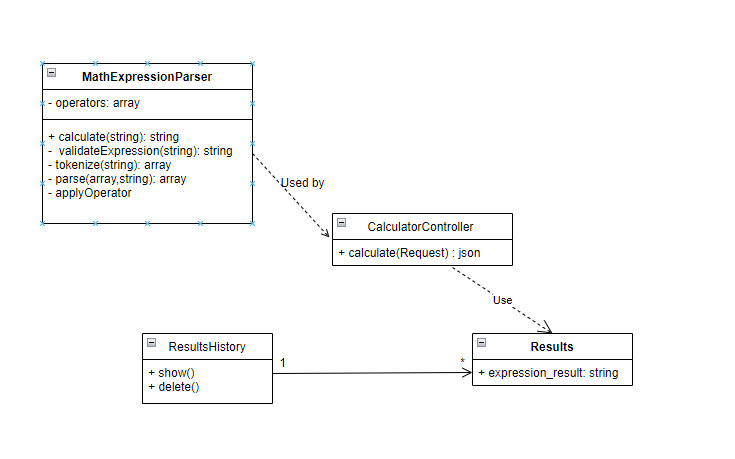 MathExpressionParser
- operators: array
+ calculate(string): string
-  validateExpression(string): string
- tokenize(string): array
- parse(array,string): array
- applyOperator
Used by
CalculatorController
+ calculate(Request) : json
Use
ResultsHistory
+ show()
+ delete()
1
*
Results
+ expression_result: string